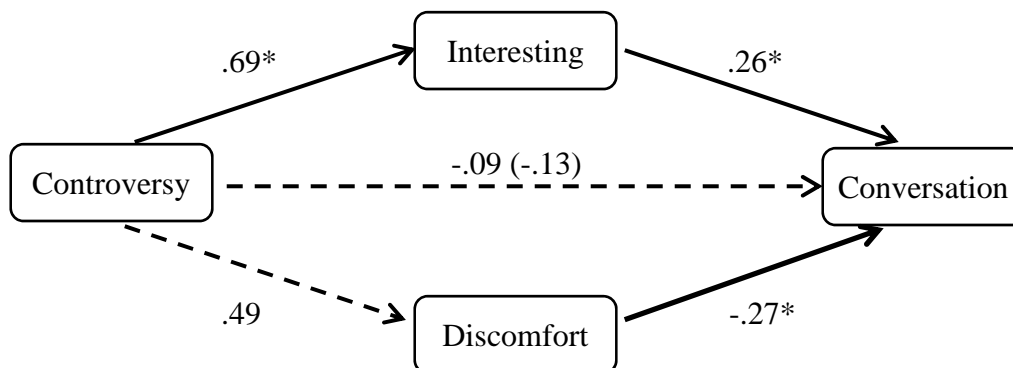 Interesting
.69*
.26*
Controversy
-.09 (-.13)
Conversation
.49
Discomfort
-.27*